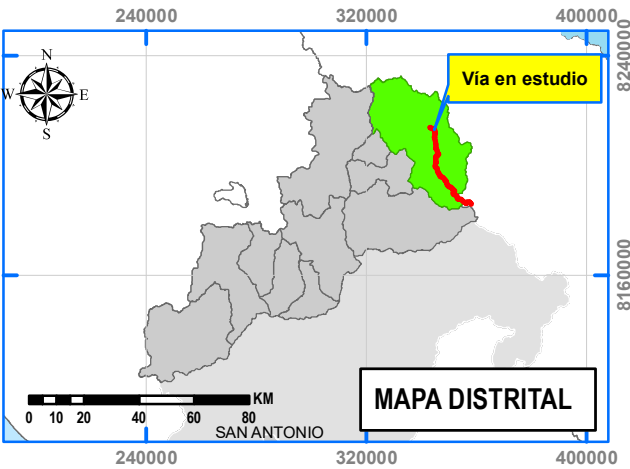 240000 320000 400000
8240000
N
W E
S
Vía en estudio
8160000
KM
0 10 20 40 60 80
MAPA DISTRITAL
SAN ANTONIO
240000 320000 400000